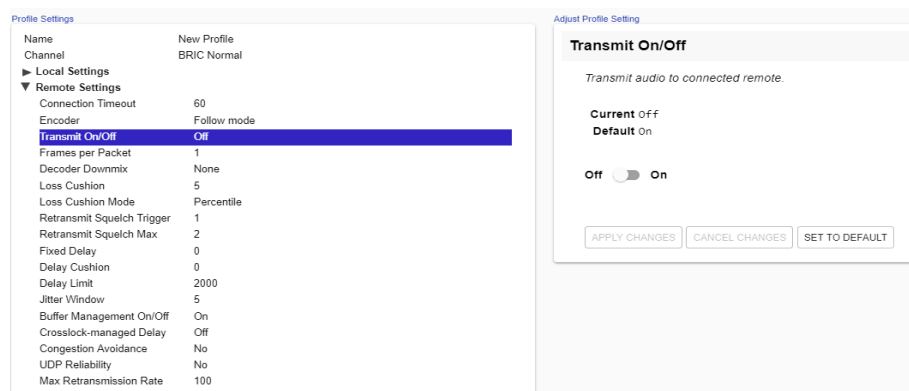 Profile Settings
Name New Profile
Channel BRIC Normal
▶ Local Settings
▼ Remote Settings
Connection Timeout 60
Encoder Follow mode
Transmit On/Off Off
Frames per Packet 1
Decoder Downmix None
Loss Cushion 5
Loss Cushion Mode Percentile
Retransmit Squelch Trigger 1
Retransmit Squelch Max 2
Fixed Delay 0
Delay Cushion 0
Delay Limit 2000
Jitter Window 5
Buffer Management On/Off On
Crosslock-managed Delay Off
Congestion Avoidance No
UDP Reliability No
Max Retransmission Rate 100
Adjust Profile Setting
Transmit On/Off
Transmit audio to connected remote.
Current Off
Default On
Off On
APPLY CHANGES CANCEL CHANGES SET TO DEFAULT